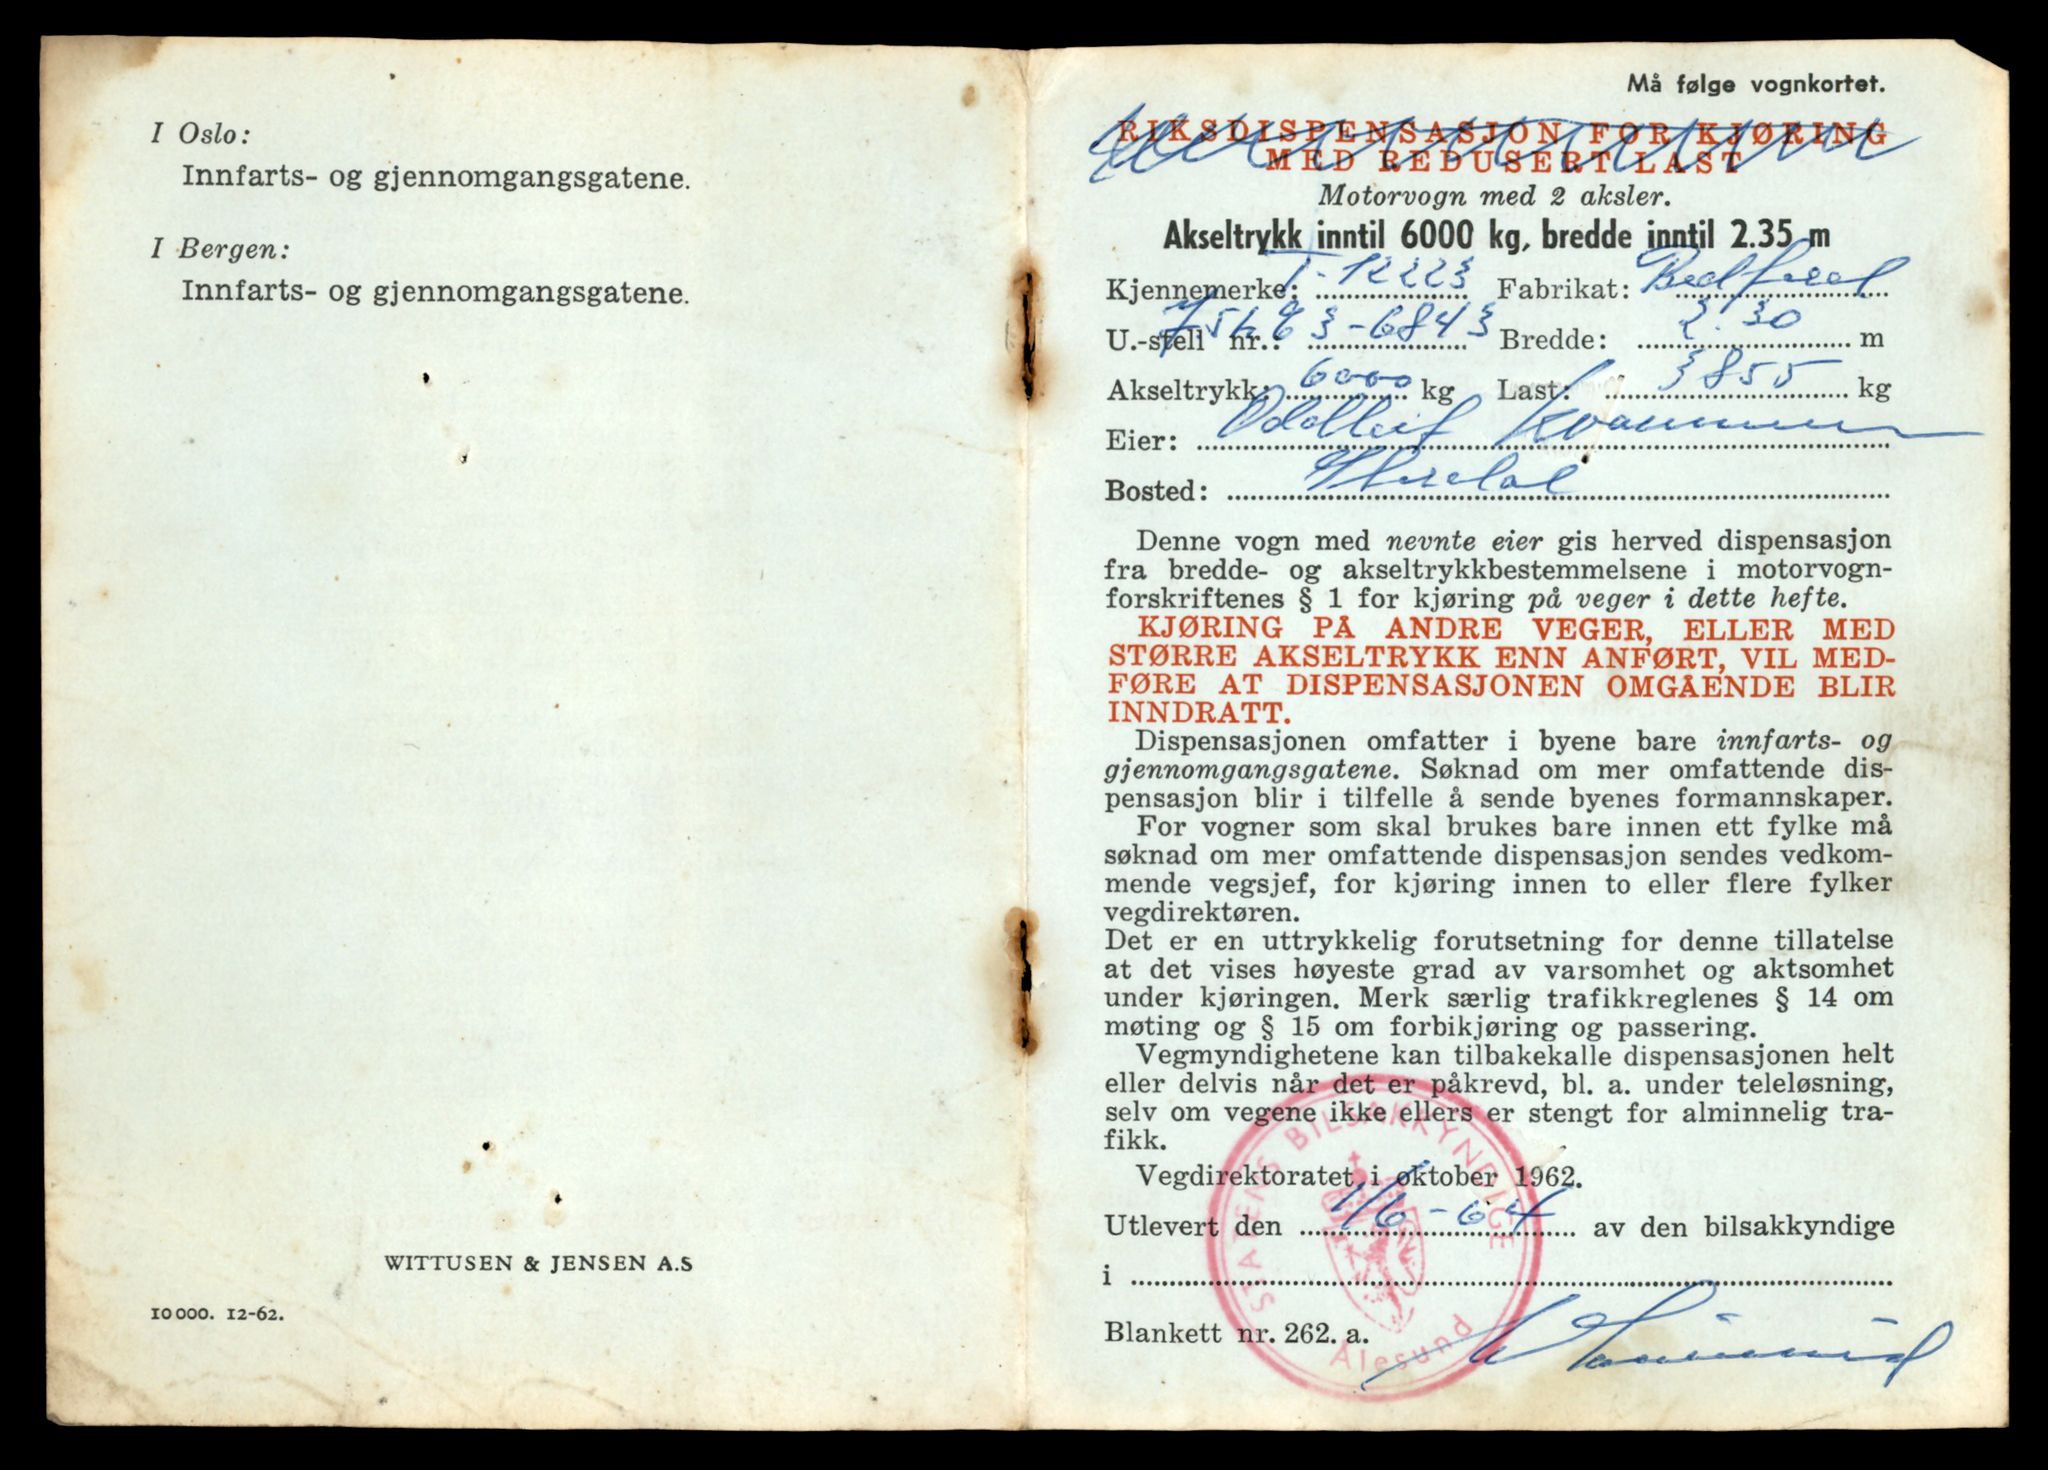 I Oslo:
Innfarts- og gjennomgangsgatene.
I Bergen:
Innfarts- og gjennomgangsgatene.
WITTUSEN & JENSEN A.S
10 000. 12-62.
Må følge vognkortet.
RIKSDISPENSASJON FOR KJØRING
MED REDUSERT LAST
Motorvogn med 2 aksler.
Akseltrykk inntil 6000 kg, bredde inntil 2.35 m
Kjennemerke: T-12223 Fabrikat: Bedford
U.-stell nr.: Bredde: 2.30 m
Akseltrykk: 6000 kg Last: 3855 kg
Eier: Oddleif
Bosted:
Denne vogn med nevnte eier gis herved dispensasjon
fra bredde- og akseltrykkbestemmelsene i motorvogn-
forskriftenes § 1 for kjøring på veger i dette hefte.
KJØRING PÅ ANDRE VEGER, ELLER MED
STØRRE AKSELTRYKK ENN ANFØRT, VIL MED-
FØRE AT DISPENSASJONEN OMGÅENDE BLIR
INNDRATT.
Dispensasjonen omfatter i byene bare innfarts- og
gjennomgangsgatene. Søknad om mer omfattende dis-
pensasjon blir i tilfelle å sende byenes formannskaper.
For vogner som skal brukes bare innen ett fylke må
søknad om mer omfattende dispensasjon sendes vedkom-
mende vegsjef, for kjøring innen to eller flere fylker
vegdirektøren.
Det er en uttrykkelig forutsetning for denne tillatelse
at det vises høyeste grad av varsomhet og aktsomhet
under kjøringen. Merk særlig trafikkreglenes § 14 om
møting og § 15 om forbikjøring og passering.
Vegmyndighetene kan tilbakekalle dispensasjonen helt
eller delvis når det er påkrevd, bl. a. under teleløsning,
selv om vegene ikke ellers er stengt for alminnelig tra-
fikk.
Vegdirektoratet i oktober 1962.
Utlevert den 1/6-64 av den bilsakkyndige
i
Blankett nr. 262. a.
STATENS BILSAKKYNDIGE
Ålesund